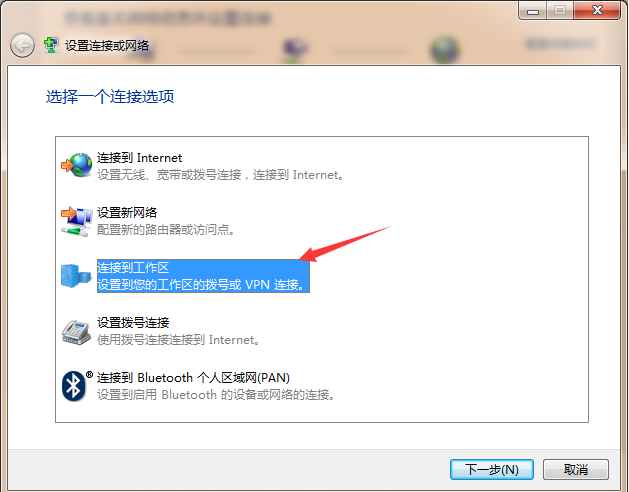 设置连接或网络
选择一个连接选项
连接到 Internet
设置无线、宽带或拨号连接，连接到 Internet。
设置新网络
配置新的路由器或访问点。
连接到工作区
设置到您的工作区的拨号或 VPN 连接。
设置拨号连接
使用拨号连接连接到 Internet。
连接到 Bluetooth 个人区域网(PAN)
设置到启用 Bluetooth 的设备或网络的连接。
下一步(N)
取消